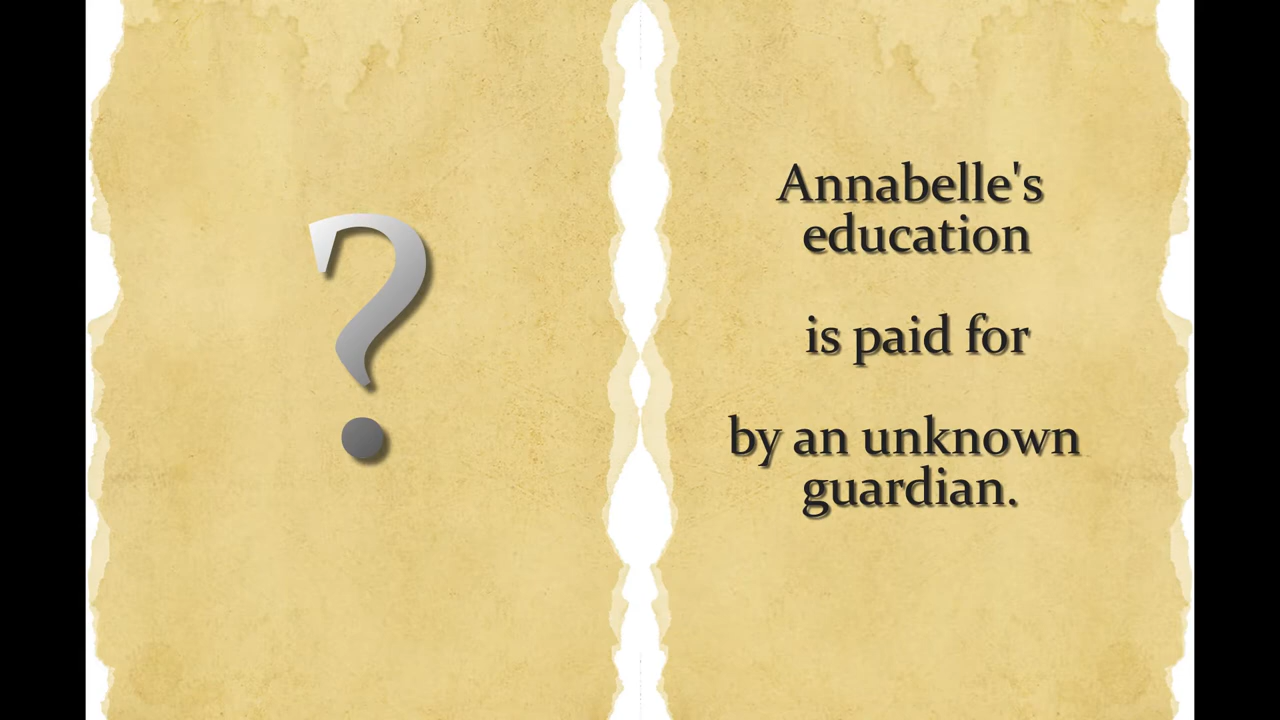 ?
Annabelle's
education
is paid for
by an unknown
guardian.